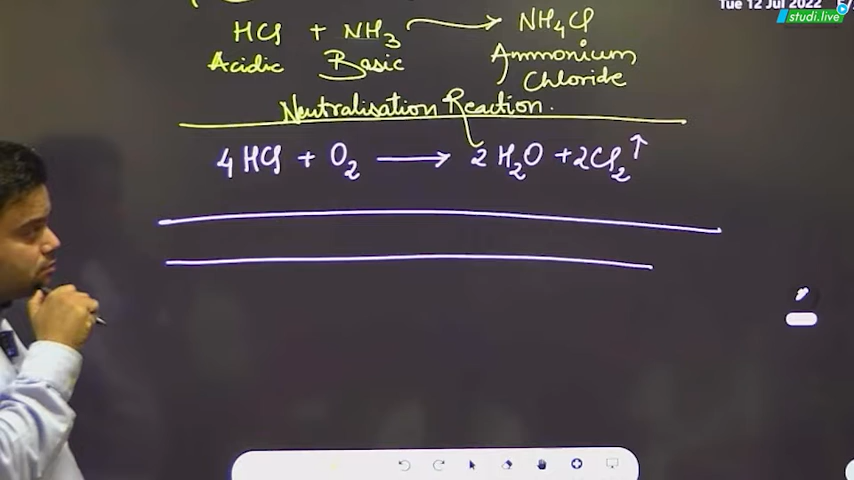 Tue 12 Jul 2022
studi.live
HCl + NH3 → NH4Cl
Acidic Basic Ammonium
Chloride
Neutralisation Reaction.
4HCl + O2 → 2H2O + 2Cl2↑